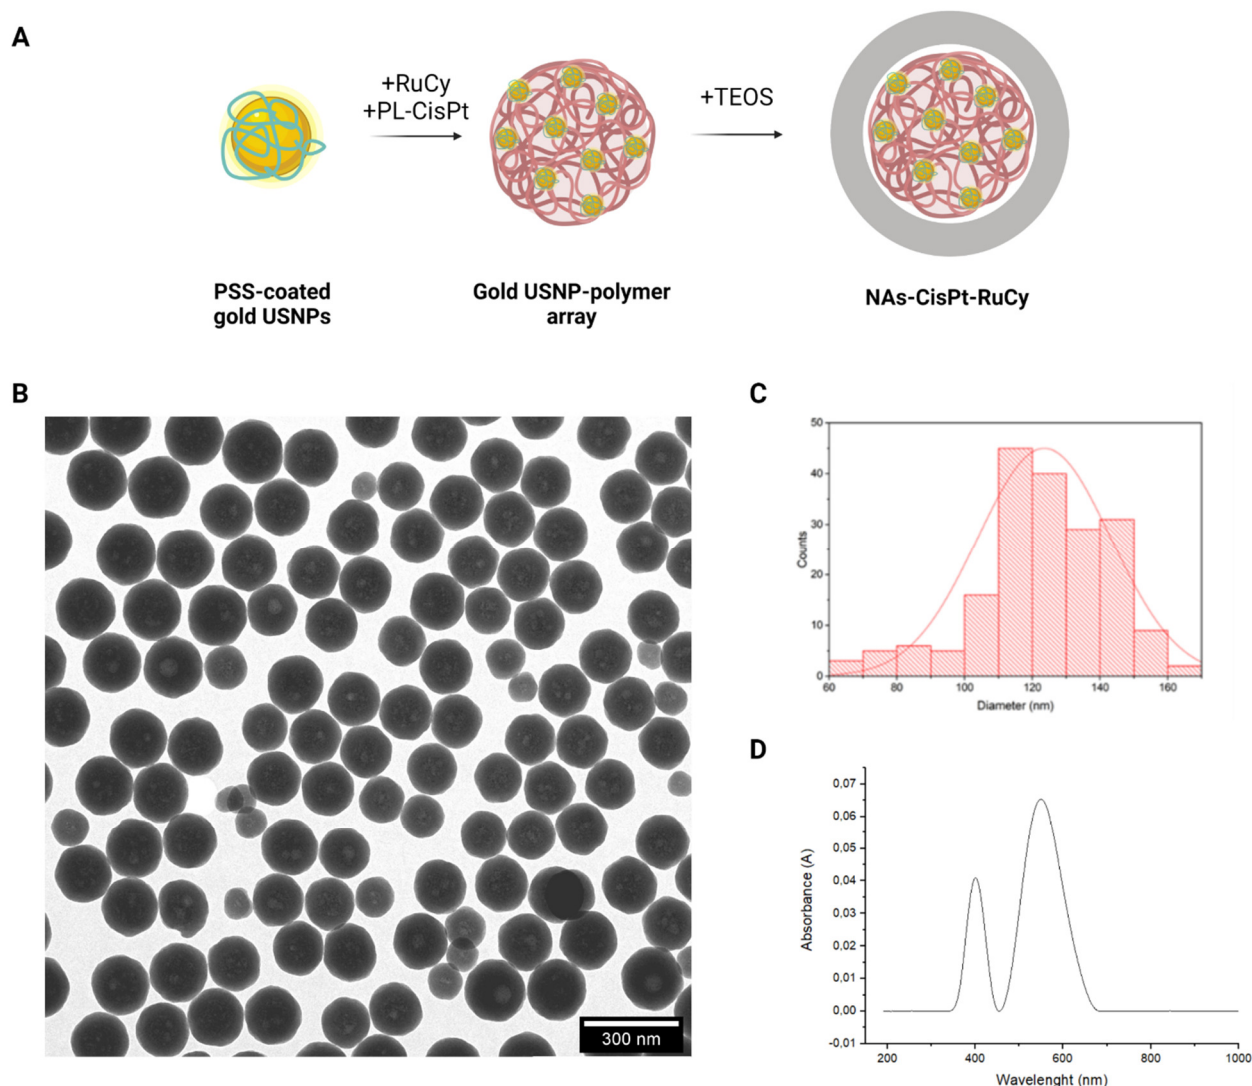 A
+RuCy
+PL-CisPt
+TEOS
PSS-coated
gold USNPs
Gold USNP-polymer
array
NAs-CisPt-RuCy
B
300 nm
C
50
40
30
20
10
0
Counts
60
80
100
120
140
160
Diameter (nm)
D
0,07
0,06
0,05
0,04
0,03
0,02
0,01
0,00
-0,01
Absorbance (A)
200
400
600
800
1000
Wavelenght (nm)